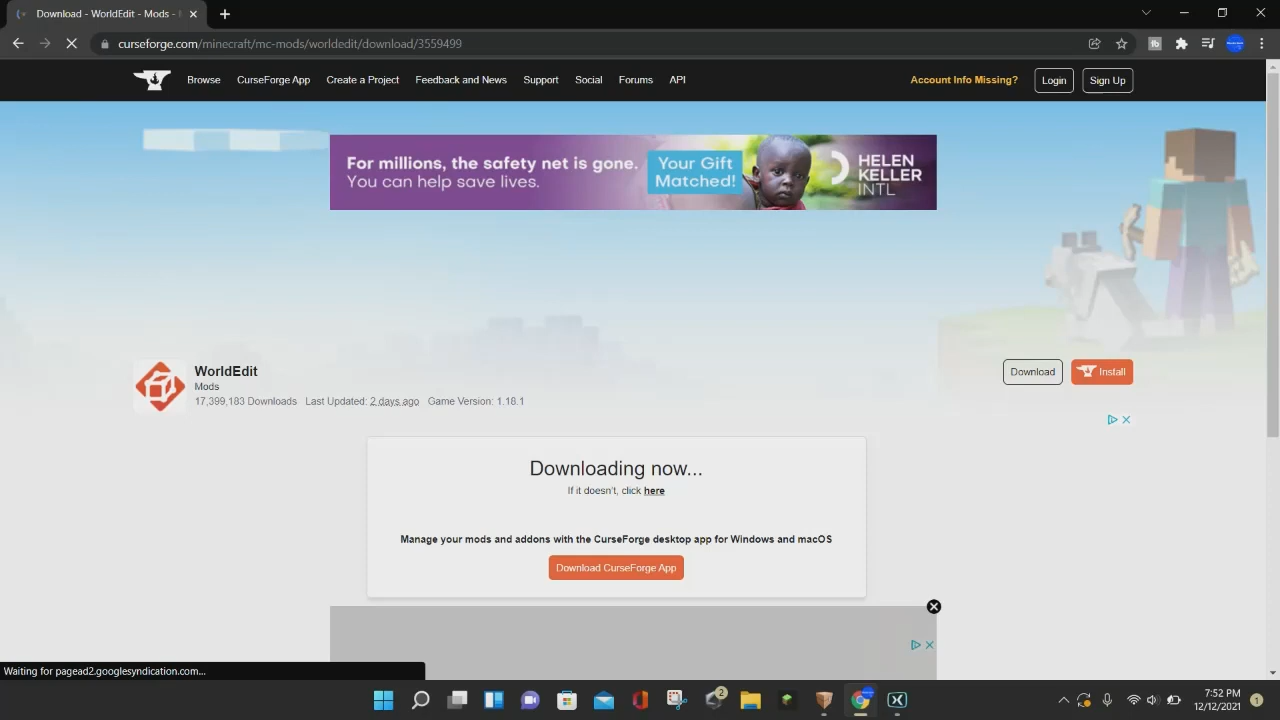 Download - WorldEdit - Mods -
curseforge.com/minecraft/mc-mods/worldedit/download/3559499
Browse CurseForge App Create a Project Feedback and News Support Social Forums API Account Info Missing? Login Sign Up
For millions, the safety net is gone.
You can help save lives.
Your Gift
Matched!
HELEN
KELLER
INTL
WorldEdit
Mods
17,399,183 Downloads Last Updated: 2 days ago Game Version: 1.18.1
Download Install
Downloading now...
If it doesn't, click here
Manage your mods and addons with the CurseForge desktop app for Windows and macOS
Download CurseForge App
Waiting for pagead2.googlesyndication.com...
2
7:52 PM
12/12/2021
1